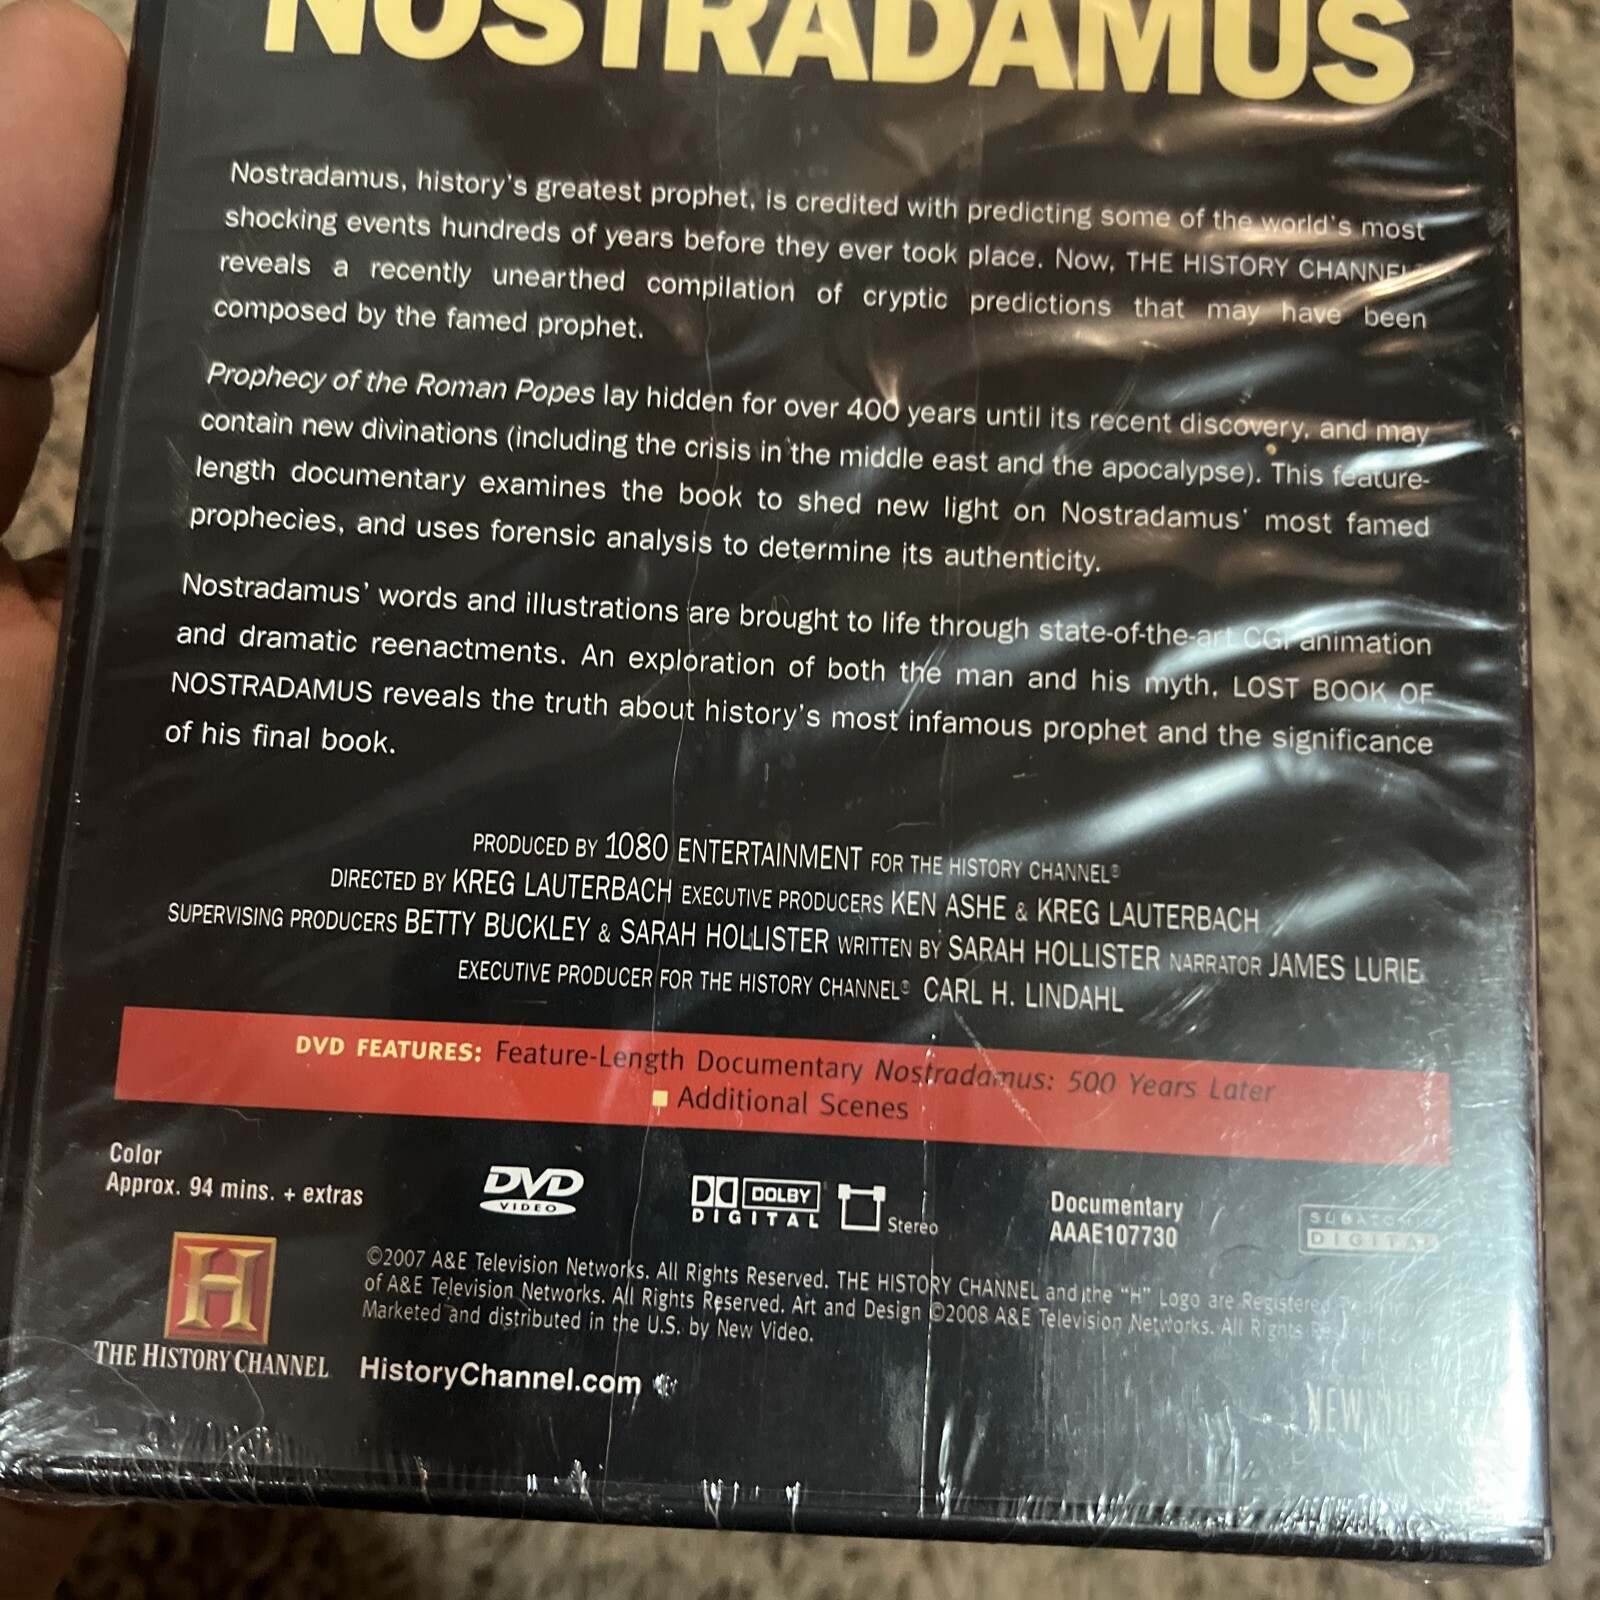 NOSTRADAMUS
Nostradamus, history's greatest prophet, is credited with predicting some of the world's most
shocking events hundreds of years before they ever took place. Now, THE HISTORY CHANNEL
reveals a recently unearthed compilation of cryptic predictions that may have been
composed by the famed prophet.
Prophecy of the Roman Popes lay hidden for over 400 years until its recent discovery, and may
contain new divinations (including the crisis in the middle east and the apocalypse). This feature-
length documentary examines the book to shed new light on Nostradamus' most famed
prophecies, and uses forensic analysis to determine its authenticity.
Nostradamus' words and illustrations are brought to life through state-of-the-art CGI animation
and dramatic reenactments. An exploration of both the man and his myth, LOST BOOK OF
NOSTRADAMUS reveals the truth about history's most infamous prophet and the significance
of his final book.
PRODUCED BY 1080 ENTERTAINMENT FOR THE HISTORY CHANNEL®
DIRECTED BY KREG LAUTERBACH EXECUTIVE PRODUCERS KEN ASHE & KREG LAUTERBACH
SUPERVISING PRODUCERS BETTY BUCKLEY & SARAH HOLLISTER WRITTEN BY SARAH HOLLISTER NARRATOR JAMES LURIE
EXECUTIVE PRODUCER FOR THE HISTORY CHANNEL® CARL H. LINDAHL
DVD FEATURES: Feature-Length Documentary Nostradamus: 500 Years Later
Additional Scenes
Color
Approx. 94 mins. + extras
DVD
VIDEO
DOLBY
DIGITAL
Stereo
Documentary
AAAE107730
DIGITAL
H
THE HISTORY CHANNEL
©2007 A&E Television Networks. All Rights Reserved. THE HISTORY CHANNEL and the "H" Logo are Registered
of A&E Television Networks. All Rights Reserved. Art and Design ©2008 A&E Television Networks. All Rights
Marketed and distributed in the U.S. by New Video.
HistoryChannel.com
NEW